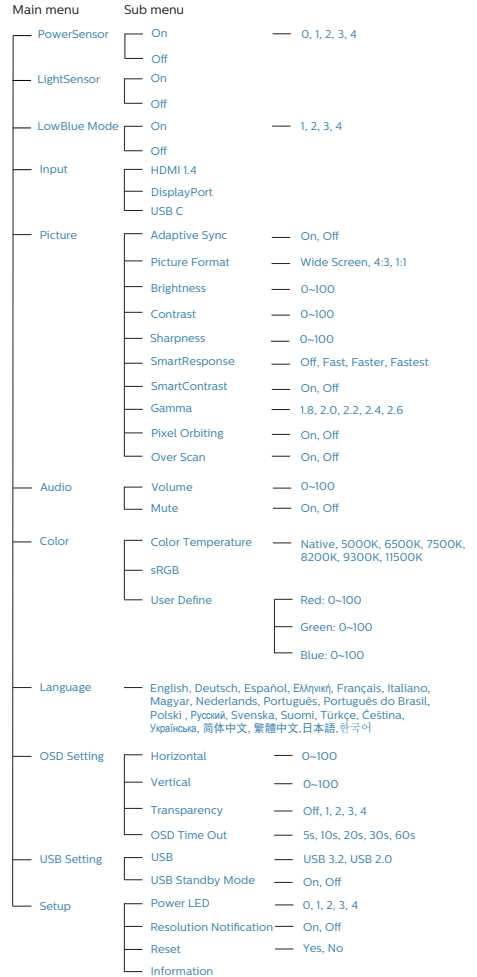 Main menu Sub menu
PowerSensor On 0, 1, 2, 3, 4
Off
LightSensor On
Off
LowBlue Mode On 1, 2, 3, 4
Off
Input HDMI 1.4
DisplayPort
USB C
Picture Adaptive Sync On, Off
Picture Format Wide Screen, 4:3, 1:1
Brightness 0~100
Contrast 0~100
Sharpness 0~100
SmartResponse Off, Fast, Faster, Fastest
SmartContrast On, Off
Gamma 1.8, 2.0, 2.2, 2.4, 2.6
Pixel Orbiting On, Off
Over Scan On, Off
Audio Volume 0~100
Mute On, Off
Color Color Temperature Native, 5000K, 6500K, 7500K,
8200K, 9300K, 11500K
sRGB
User Define Red: 0~100
Green: 0~100
Blue: 0~100
Language English, Deutsch, Español, Ελληνική, Français, Italiano,
Magyar, Nederlands, Português, Português do Brasil,
Polski , Русский, Svenska, Suomi, Türkçe, Čeština,
Українська, 简体中文, 繁體中文,日本語,한국어
OSD Setting Horizontal 0~100
Vertical 0~100
Transparency Off, 1, 2, 3, 4
OSD Time Out 5s, 10s, 20s, 30s, 60s
USB Setting USB USB 3.2, USB 2.0
USB Standby Mode On, Off
Setup Power LED 0, 1, 2, 3, 4
Resolution Notification On, Off
Reset Yes, No
Information